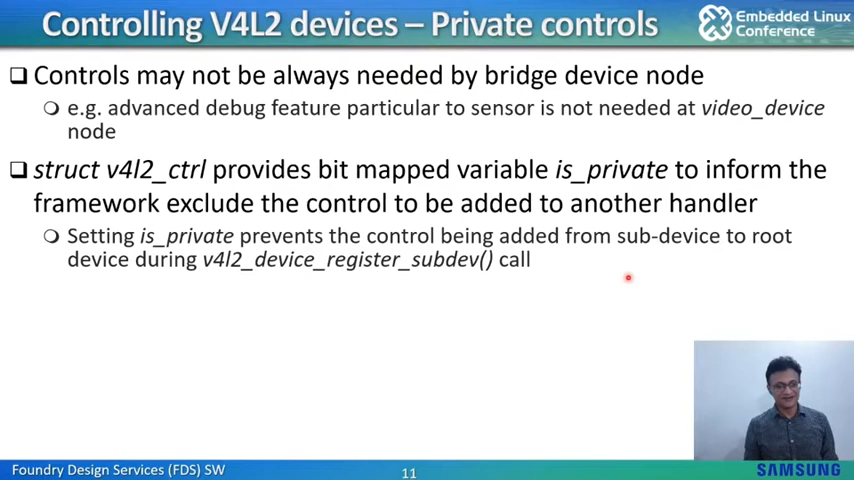 Controlling V4L2 devices – Private controls
Embedded Linux
Conference
Controls may not be always needed by bridge device node
e.g. advanced debug feature particular to sensor is not needed at video_device
node
struct v4l2_ctrl provides bit mapped variable is_private to inform the
framework exclude the control to be added to another handler
Setting is_private prevents the control being added from sub-device to root
device during v4l2_device_register_subdev() call
Foundry Design Services (FDS) SW
11
SAMSUNG